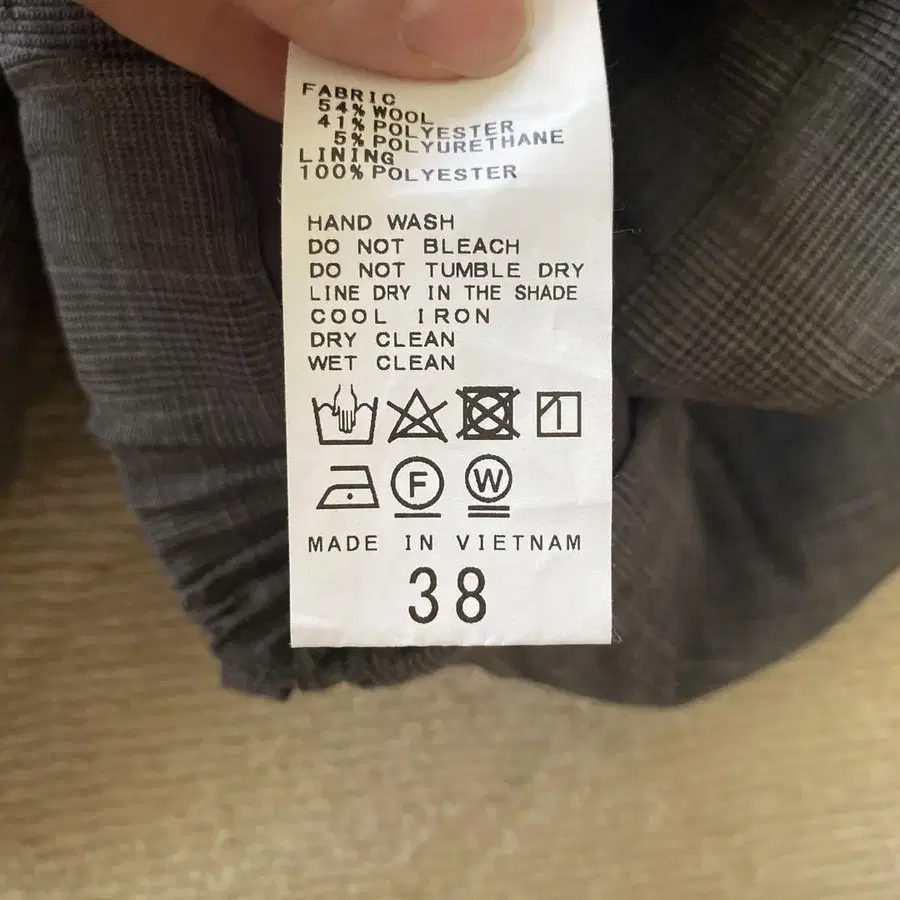 FABRIC
54% WOOL
41% POLYESTER
5% POLYURETHANE
LINING
100% POLYESTER
HAND WASH
DO NOT BLEACH
DO NOT TUMBLE DRY
LINE DRY IN THE SHADE
COOL IRON
DRY CLEAN
WET CLEAN
F W
MADE IN VIETNAM
38